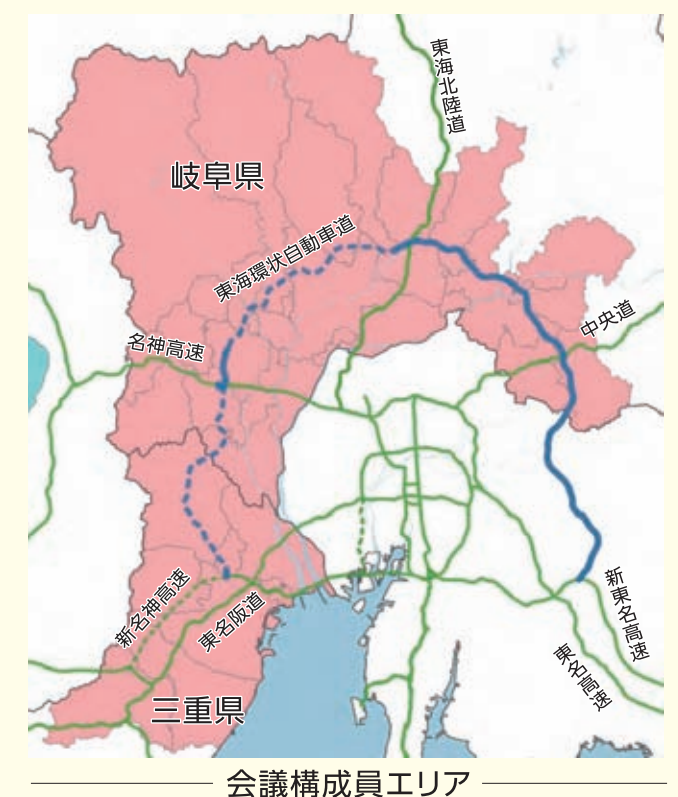 東海北陸道
岐阜県
東海環状自動車道
中央道
名神高速
新名神高速
東名阪道
新東名高速
東名高速
三重県
会議構成員エリア